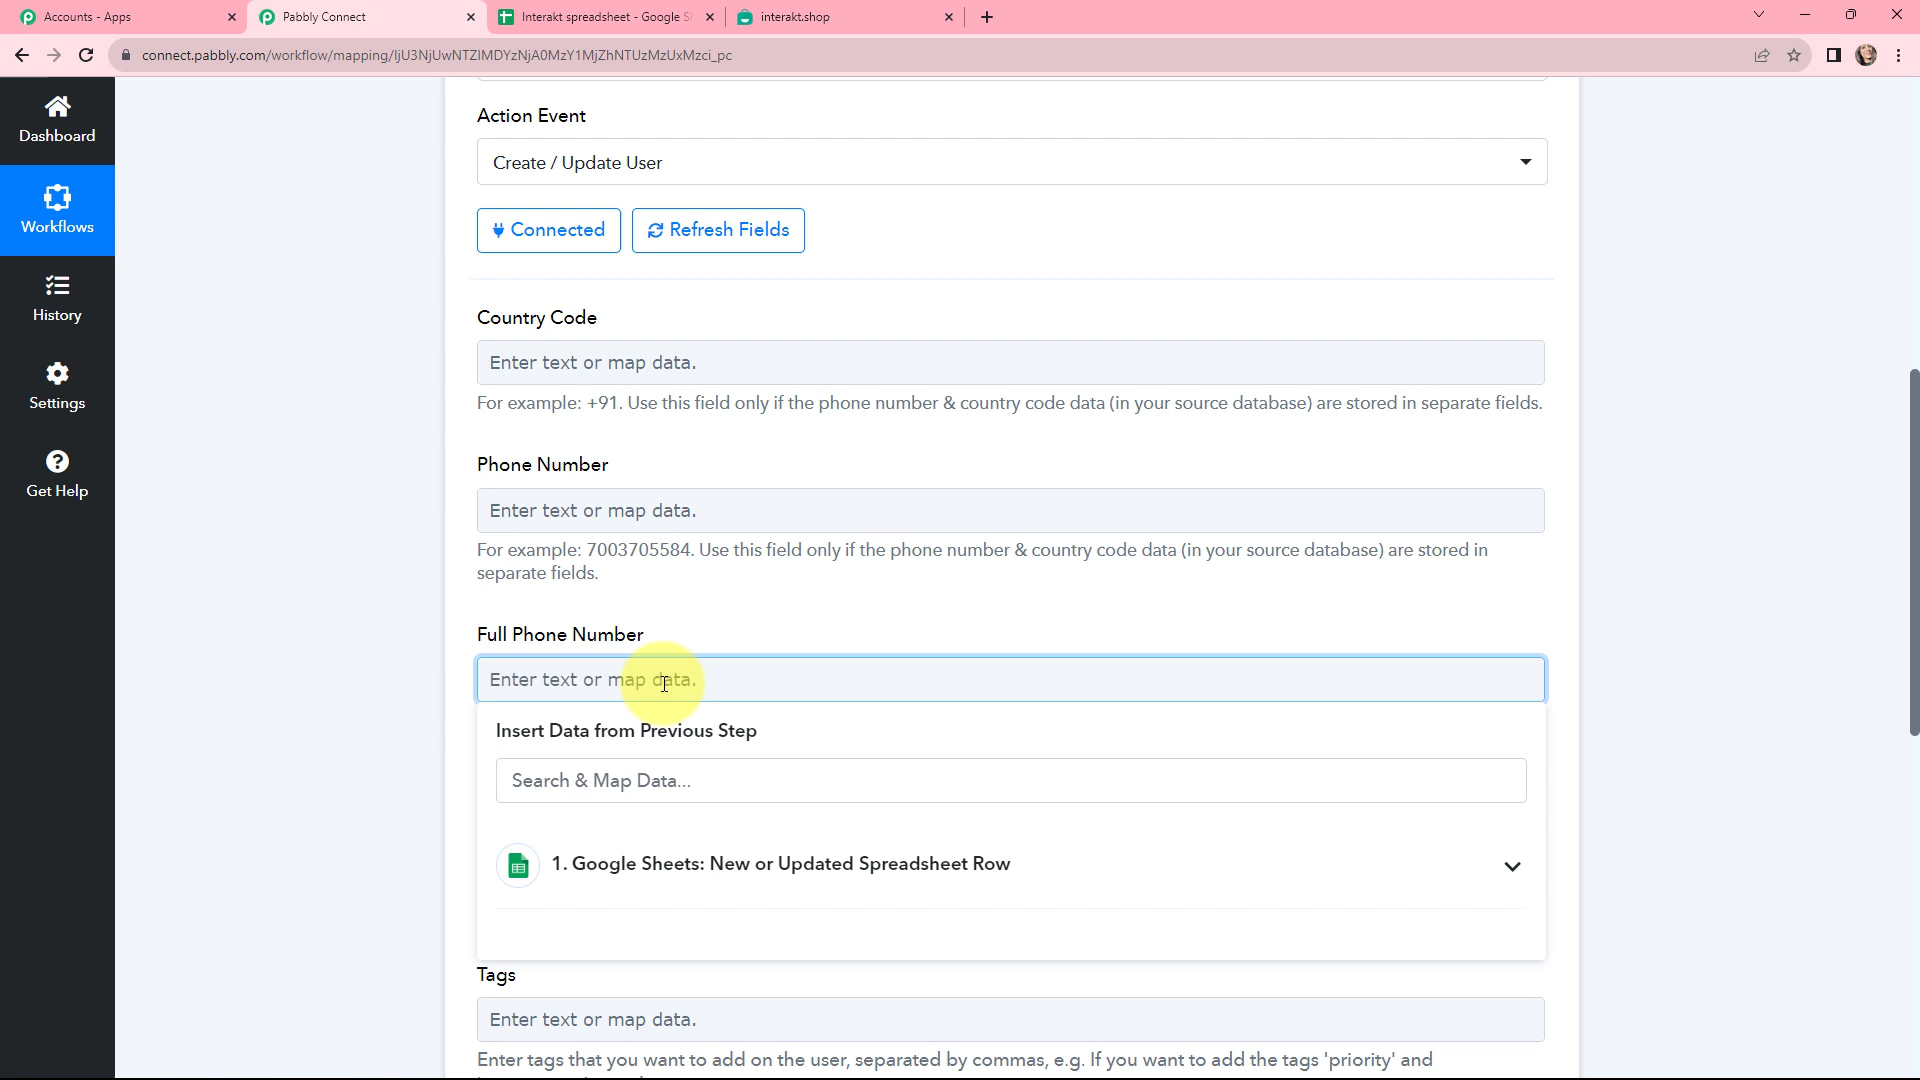 Accounts - Apps
Pabbly Connect
Interakt spreadsheet - Google S
interakt.shop
connect.pabbly.com/workflow/mapping/IjU3NjUwNTZlMDYzNjA0MzY1MjZhNTUzMzUxMzci_pc
Dashboard
Workflows
History
Settings
Get Help
Action Event
Create / Update User
Connected
Refresh Fields
Country Code
Enter text or map data.
For example: +91. Use this field only if the phone number & country code data (in your source database) are stored in separate fields.
Phone Number
Enter text or map data.
For example: 7003705584. Use this field only if the phone number & country code data (in your source database) are stored in
separate fields.
Full Phone Number
Enter text or map data.
Insert Data from Previous Step
Search & Map Data...
1. Google Sheets: New or Updated Spreadsheet Row
Tags
Enter text or map data.
Enter tags that you want to add on the user, separated by commas, e.g. If you want to add the tags 'priority' and